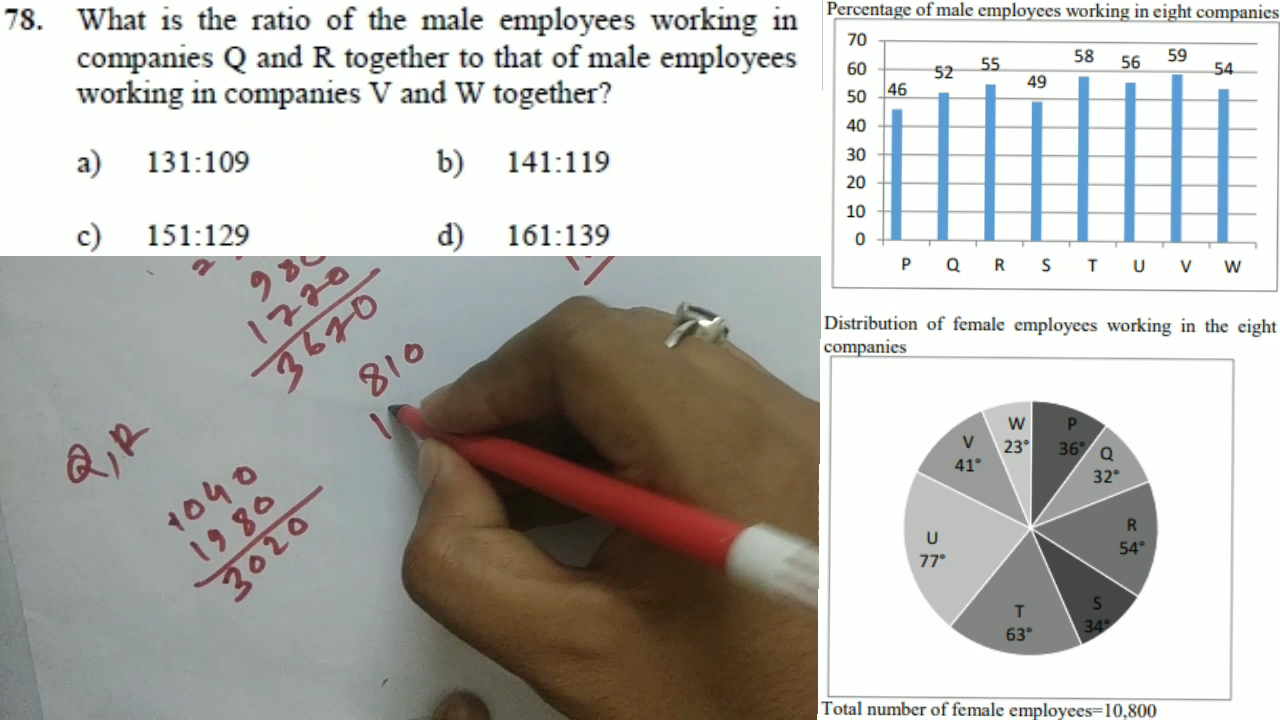 78. What is the ratio of the male employees working in
companies Q and R together to that of male employees
working in companies V and W together?
a) 131:109 b) 141:119
c) 151:129 d) 161:139
1220
3620
810
1
Q,R
1040
1980
3020
Percentage of male employees working in eight companies
70
60
50
40
30
20
10
0
46 52 55 49 58 56 59 54
P Q R S T U V W
Distribution of female employees working in the eight
companies
P
36°
Q
32°
R
54°
S
34°
T
63°
U
77°
V
41°
W
23°
Total number of female employees=10,800